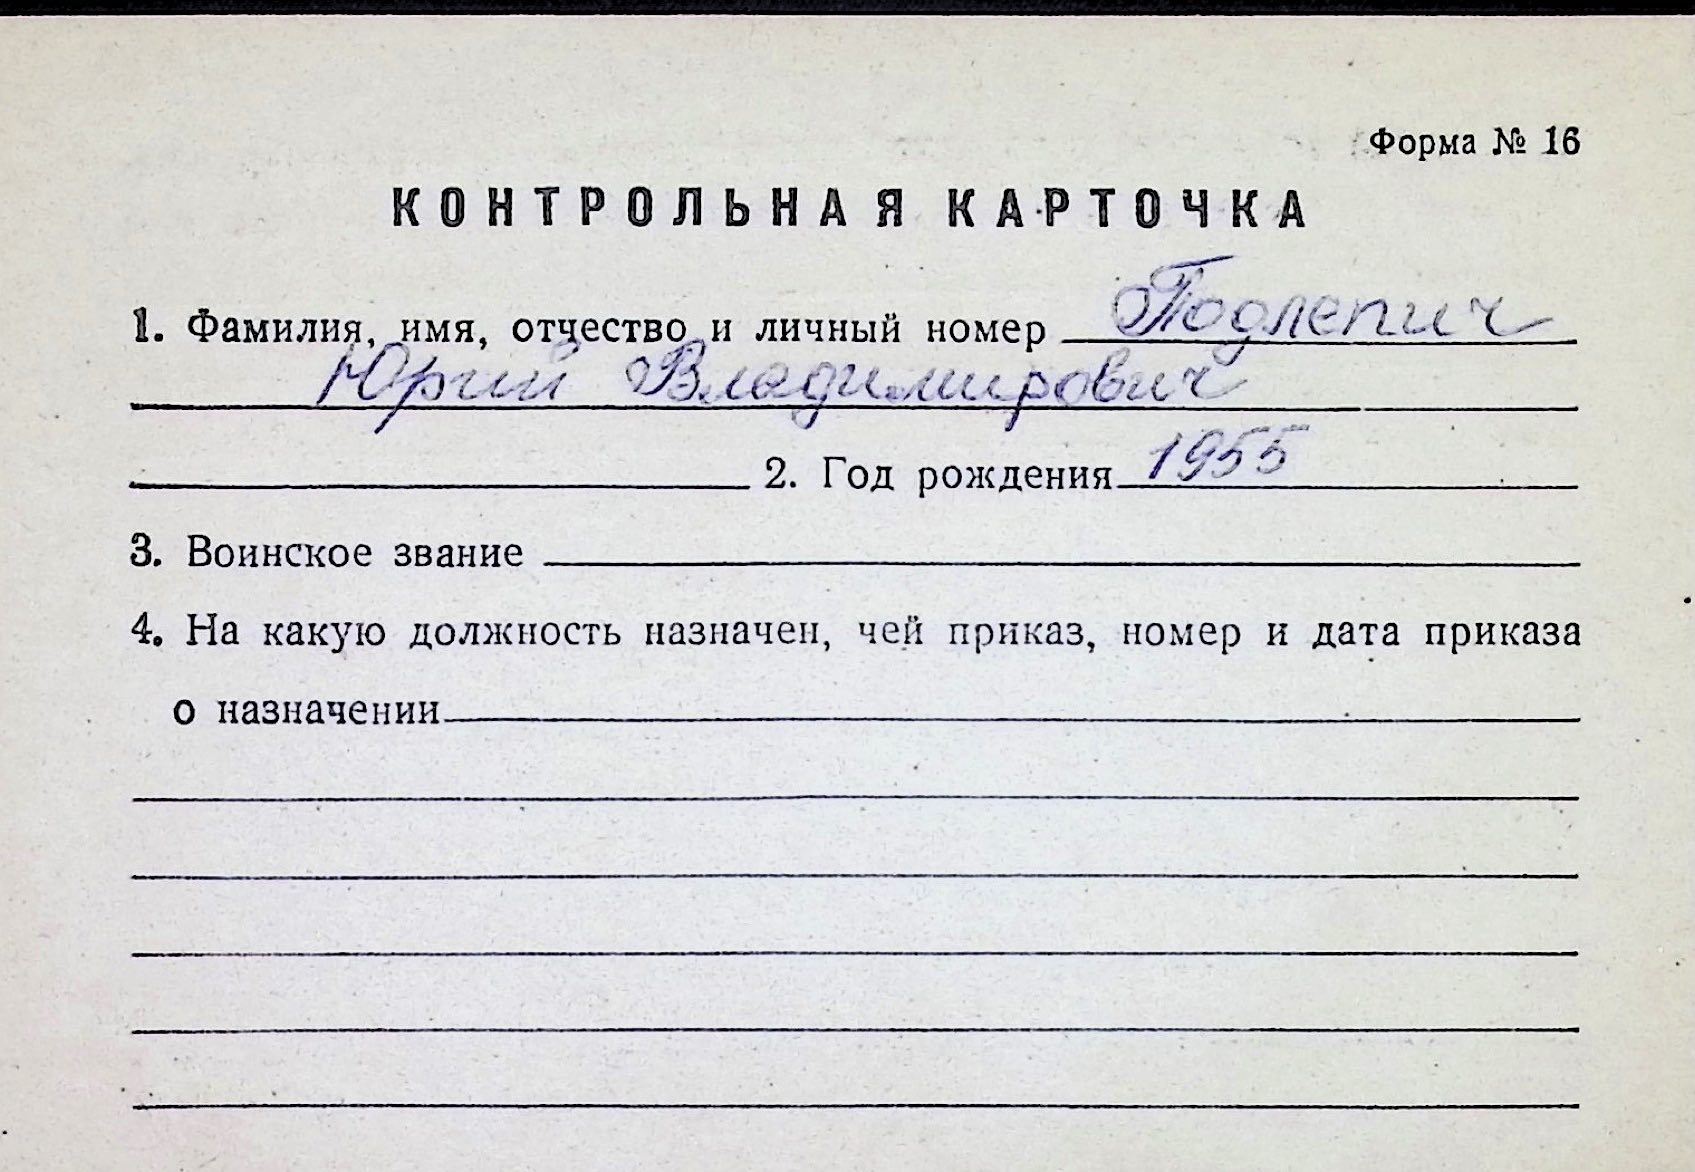 Форма № 16
КОНТРОЛЬНАЯ КАРТОЧКА
1. Фамилия, имя, отчество и личный номер Подлепич
Юрий Владимирович
2. Год рождения 1955
3. Воинское звание
4. На какую должность назначен, чей приказ, номер и дата приказа
о назначении